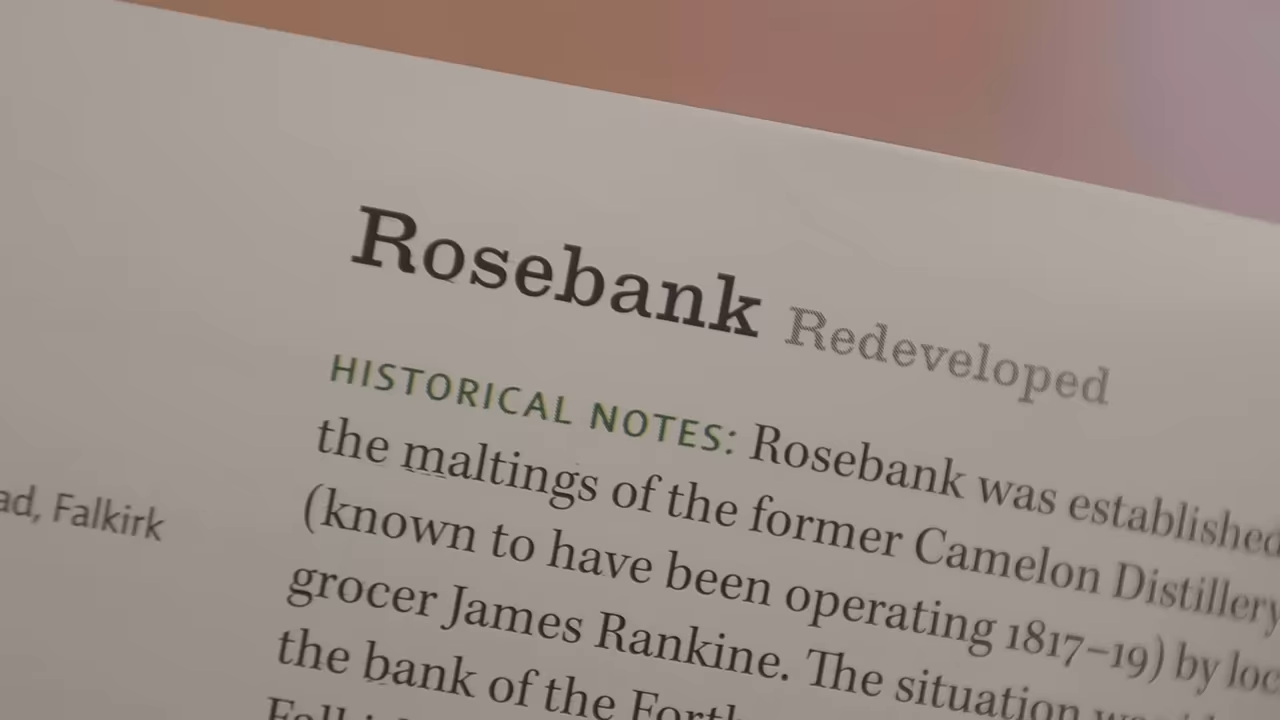 Rosebank Redeveloped
HISTORICAL NOTES: Rosebank was established
the maltings of the former Camelon Distillery
(known to have been operating 1817–19) by loc
grocer James Rankine. The situation
the bank of the Forth
ad, Falkirk